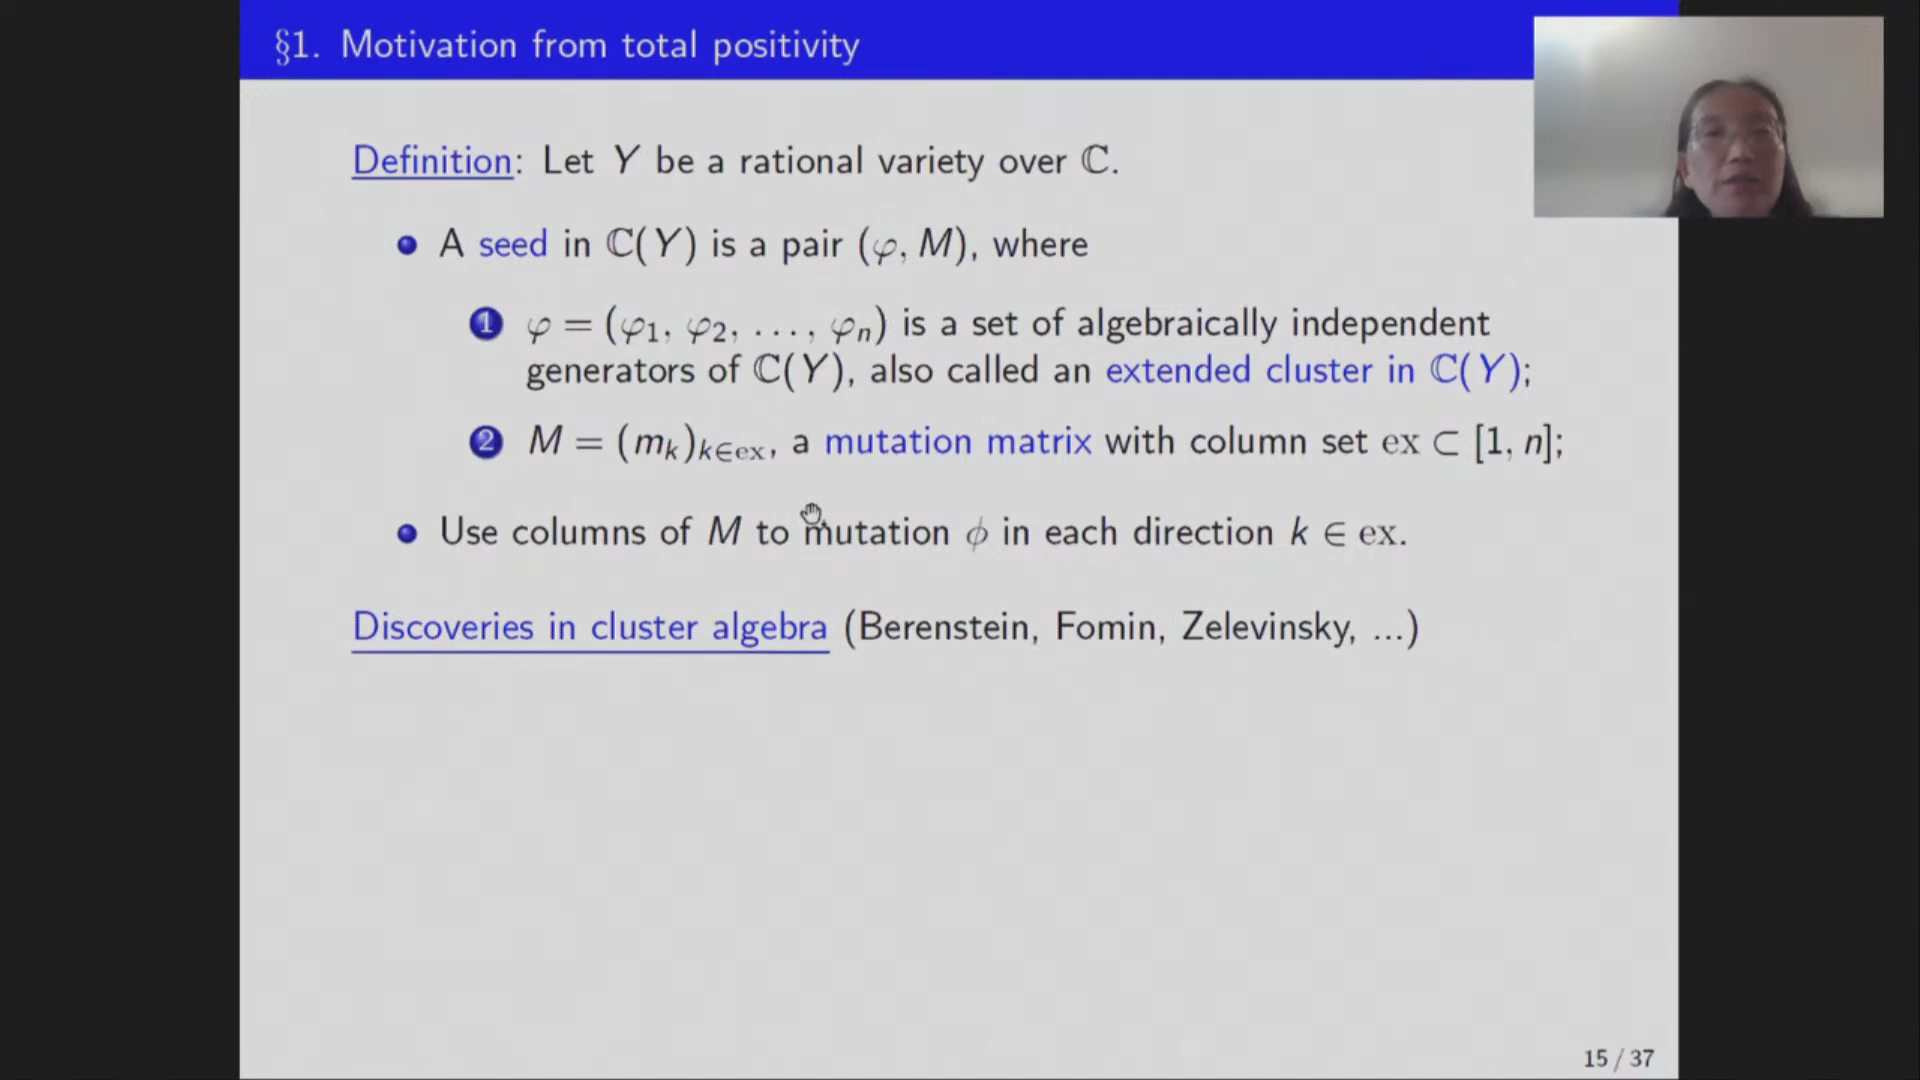 §1. Motivation from total positivity
Definition: Let Y be a rational variety over ℂ.
A seed in ℂ(Y) is a pair (φ, M), where
1 φ = (φ₁, φ₂, ..., φₙ) is a set of algebraically independent
generators of ℂ(Y), also called an extended cluster in ℂ(Y);
2 M = (mₖ)ₖ∈ex, a mutation matrix with column set ex ⊂ [1, n];
Use columns of M to mutation ϕ in each direction k ∈ ex.
Discoveries in cluster algebra (Berenstein, Fomin, Zelevinsky, ...)
15 / 37